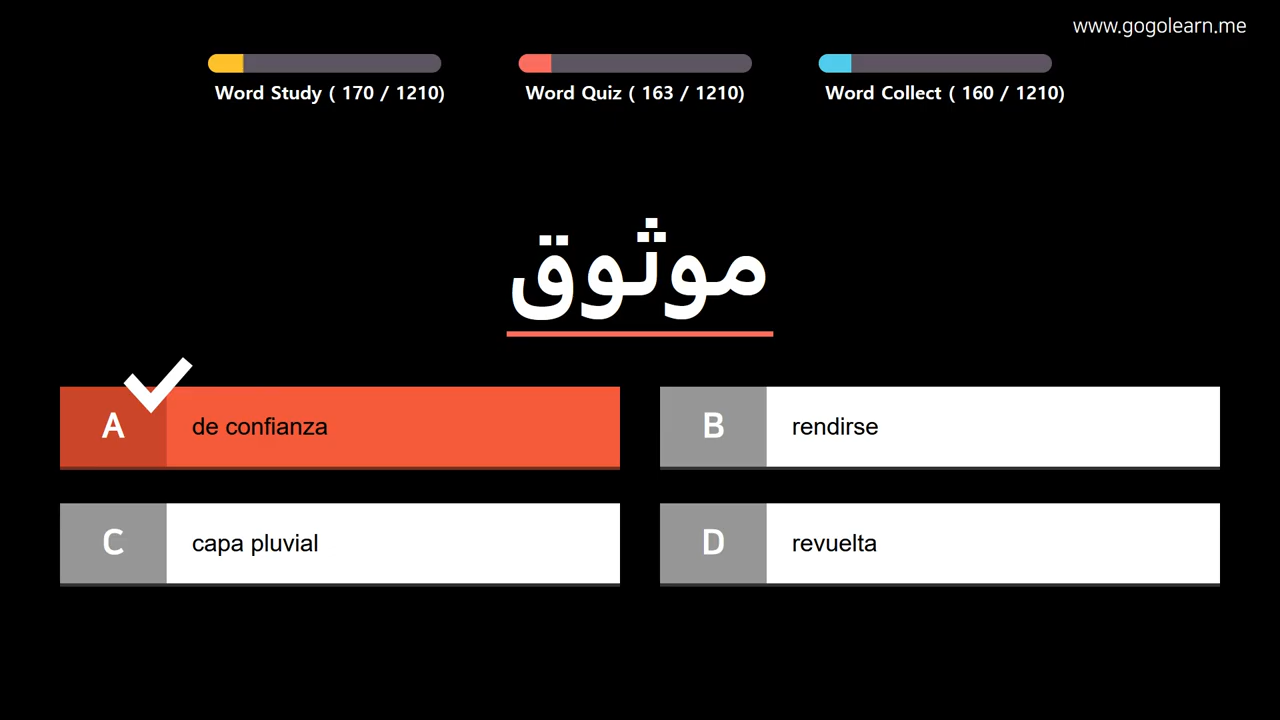 www.gogolearn.me
Word Study ( 170 / 1210)
Word Quiz ( 163 / 1210)
Word Collect ( 160 / 1210)
موثوق
A de confianza
B rendirse
C capa pluvial
D revuelta